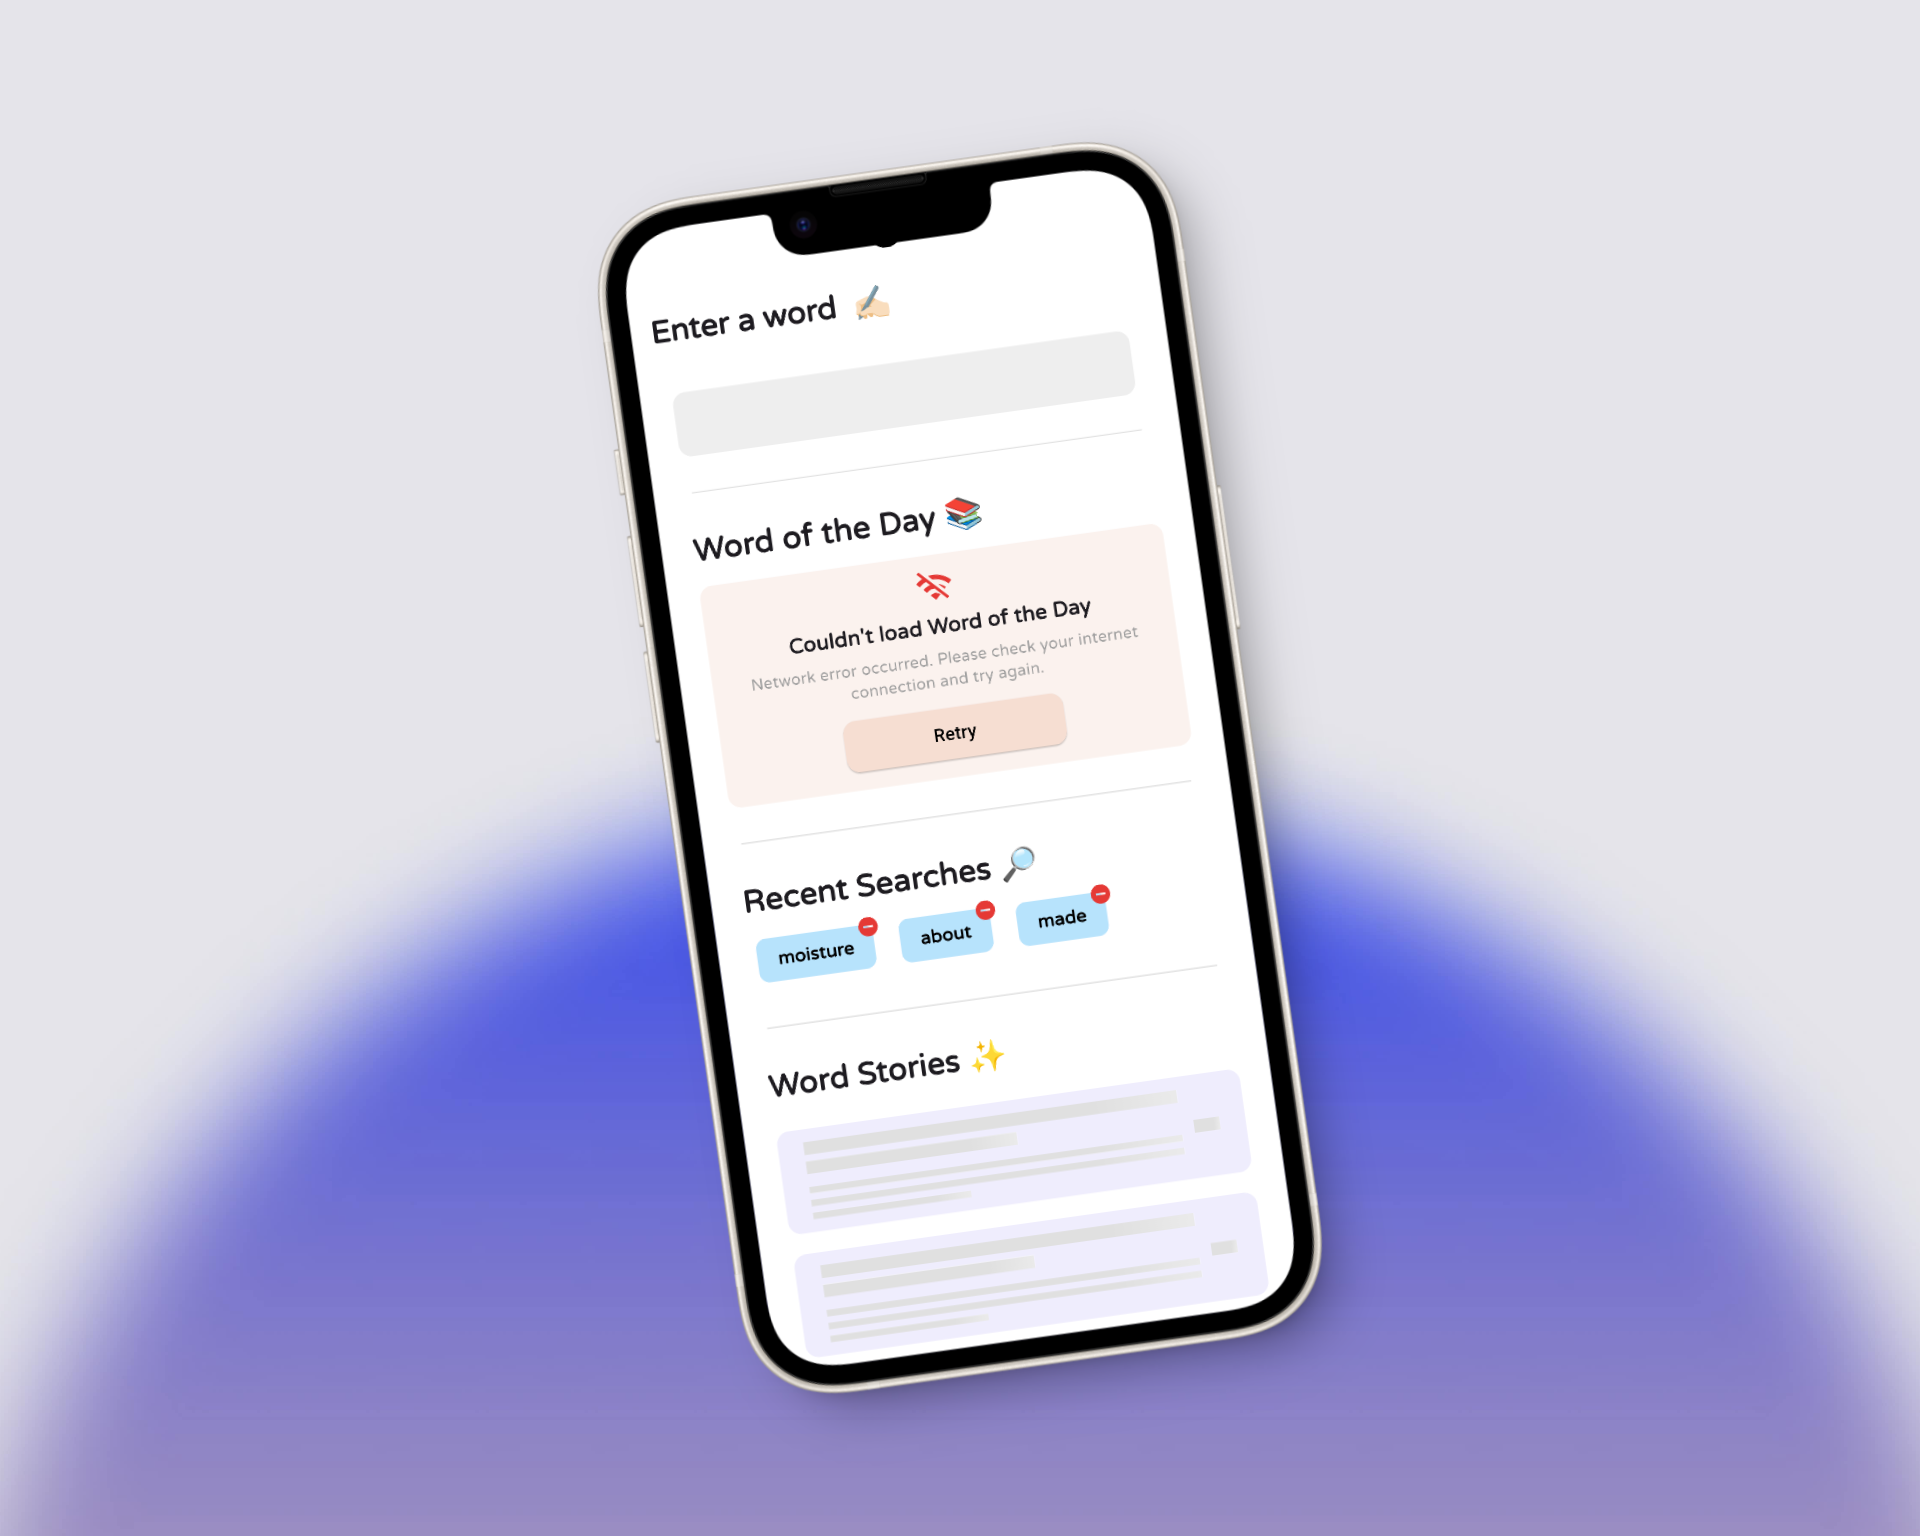 Enter a word ✍🏻
Word of the Day 📚
Couldn't load Word of the Day
Network error occurred. Please check your internet
connection and try again.
Retry
Recent Searches 🔎
moisture
about
made
Word Stories ✨